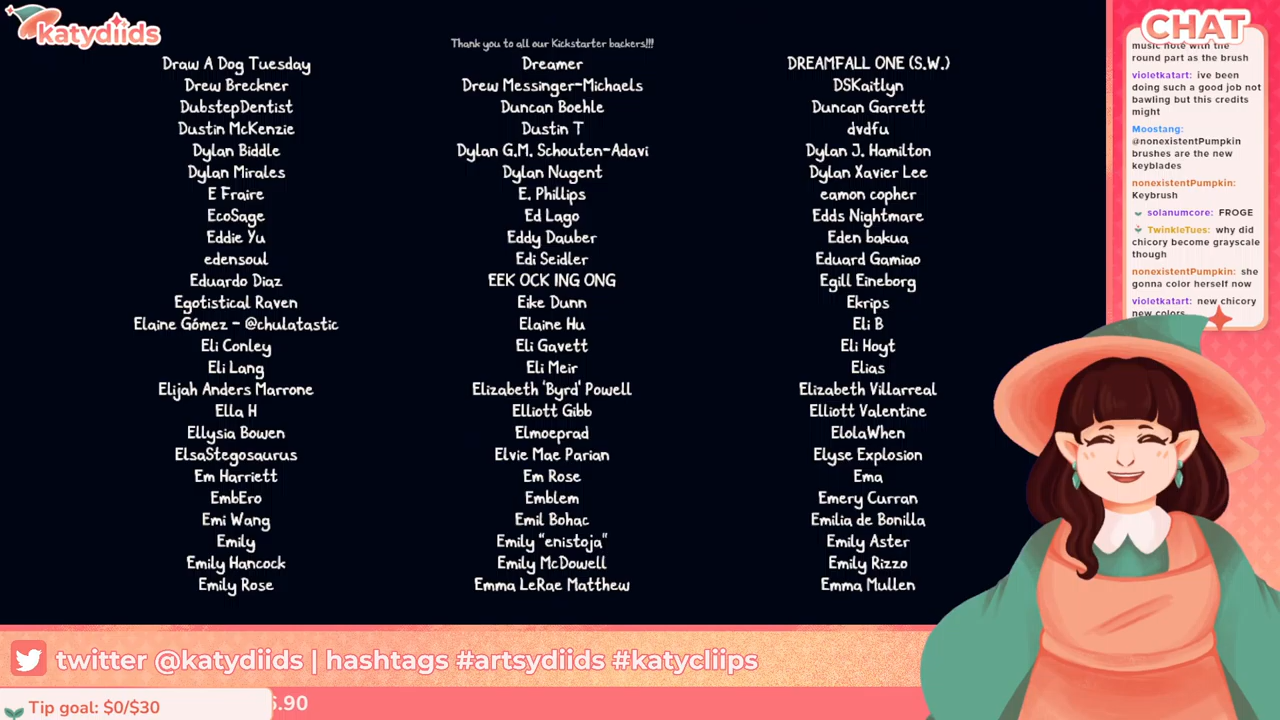 katydiids
Thank you to all our Kickstarter backers!!!
Draw A Dog Tuesday Dreamer DREAMFALL ONE (S.W.)
Drew Breckner Drew Messinger-Michaels DSKaitlyn
DubstepDentist Duncan Boehle Duncan Garrett
Dustin McKenzie Dustin T dvdfu
Dylan Biddle Dylan G.M. Schouten-Adavi Dylan J. Hamilton
Dylan Mirales Dylan Nugent Dylan Xavier Lee
E Fraire E. Phillips eamon copher
EcoSage Ed Lago Edds Nightmare
Eddie Yu Eddy Dauber Eden bakua
edensoul Edi Seidler Eduard Gamiao
Eduardo Diaz EEK OCK ING ONG Egill Eineborg
Egotistical Raven Eike Dunn Ekrips
Elaine Gómez - @chulatastic Elaine Hu Eli B
Eli Conley Eli Gavett Eli Hoyt
Eli Lang Eli Meir Elias
Elijah Anders Marrone Elizabeth 'Byrd' Powell Elizabeth Villarreal
Ella H Elliott Gibb Elliott Valentine
Ellysia Bowen Elmoeprad ElolaWhen
ElsaStegosaurus Elvie Mae Parian Elyse Explosion
Em Harriett Em Rose Ema
EmbEro Emblem Emery Curran
Emi Wang Emil Bohac Emilia de Bonilla
Emily Emily "enistoja" Emily Aster
Emily Hancock Emily McDowell Emily Rizzo
Emily Rose Emma LeRae Matthew Emma Mullen
CHAT
music note with the
round part as the brush
violetkatart: ive been
doing such a good job not
bawling but this credits
might
Moostang:
@nonexistentPumpkin
brushes are the new
keyblades
nonexistentPumpkin:
Keybrush
solanumcore: FROGE
TwinkleTues: why did
chicory become grayscale
though
nonexistentPumpkin: she
gonna color herself now
violetkatart: new chicory
new colors
twitter @katydiids | hashtags #artsydiids #katycliips
Tip goal: $0/$30
.90